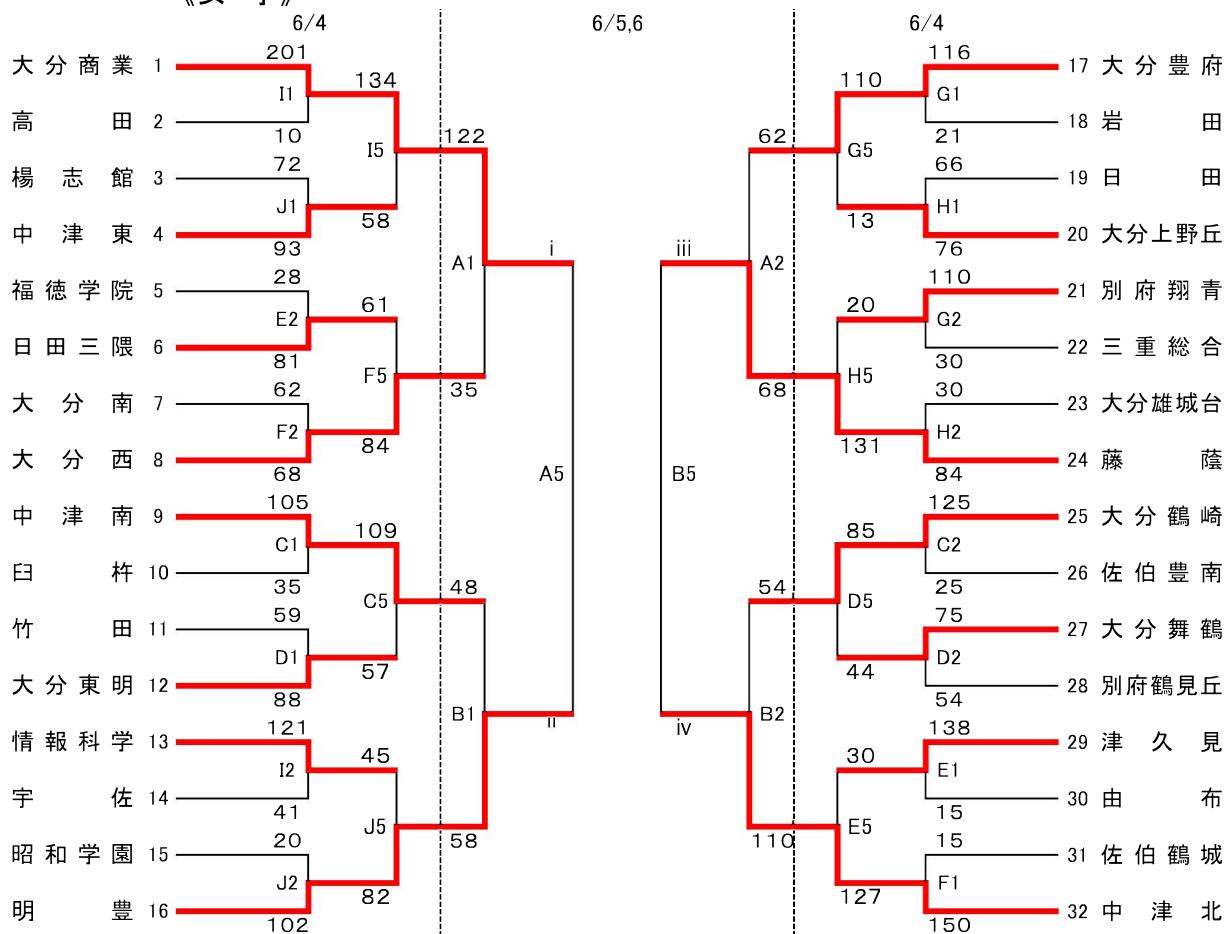 《女 子》
6/4 6/5,6 6/4
201 116
大分商業 1 134 110 17 大分豊府
I1 G1
高田 2 122 62 18 岩田
10 I5 G5 21
72 66
楊志館 3 19 日田
J1 58 13 H1
中津東 4 20 大分上野丘
93 i iii 76
A1 A2
28 110
福徳学院 5 61 20 21 別府翔青
E2 G2
日田三隈 6 22 三重総合
81 F5 35 68 H5 30
62 30
大分南 7 23 大分雄城台
F2 84 131 H2
大分西 8 24 藤蔭
68 A5 B5 84
105 125
中津南 9 109 85 25 大分鶴崎
C1 C2
臼杵 10 48 54 26 佐伯豊南
35 C5 D5 25
59 75
竹田 11 27 大分舞鶴
D1 57 44 D2
大分東明 12 28 別府鶴見丘
88 B1 B2 54
ii iv
121 138
情報科学 13 45 30 29 津久見
I2 E1
宇佐 14 30 由布
41 J5 58 110 E5 15
20 15
昭和学園 15 31 佐伯鶴城
J2 82 127 F1
明豊 16 32 中津北
102 150